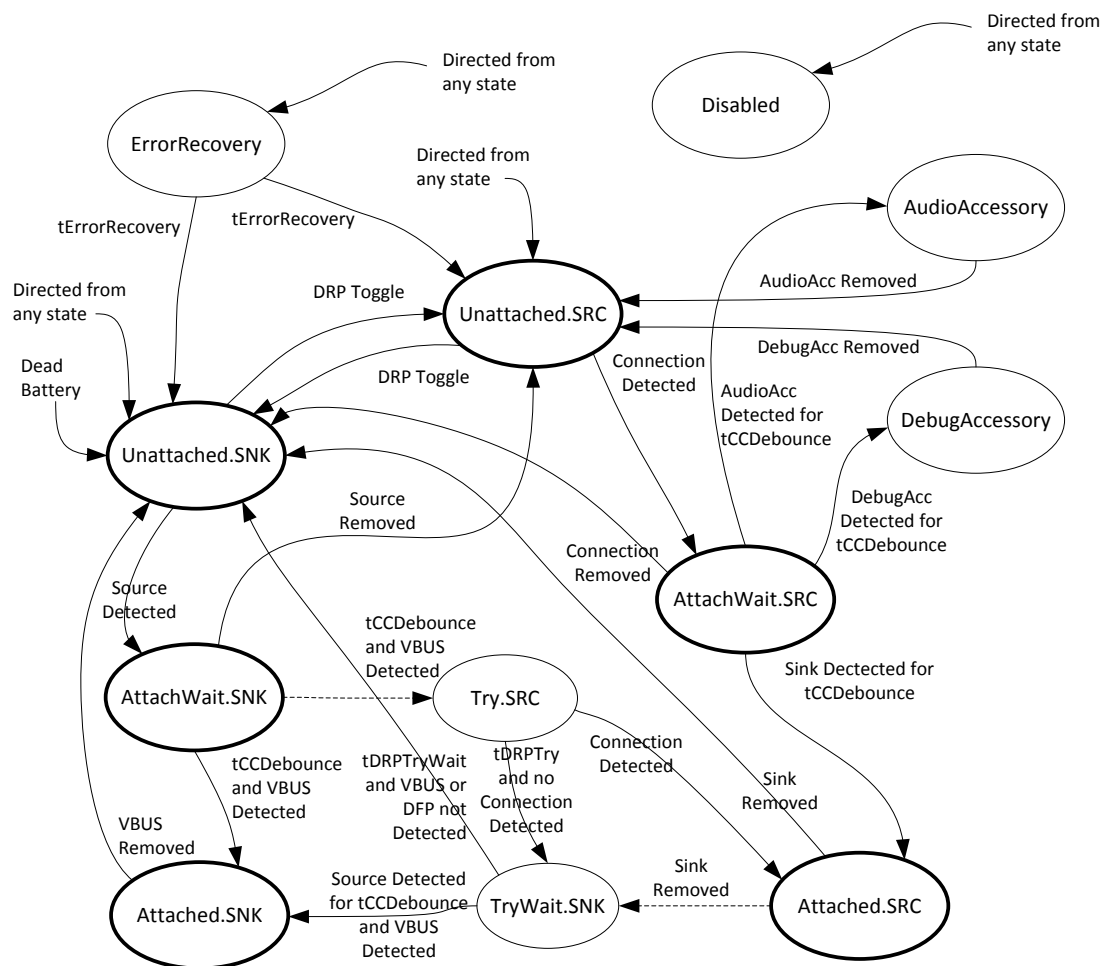 Directed from
any state
Directed from
any state
Disabled
ErrorRecovery
Directed from
any state
AudioAccessory
tErrorRecovery
tErrorRecovery
AudioAcc Removed
Directed from
any state
DRP Toggle
Unattached.SRC
DebugAcc Removed
Connection
Detected
Dead
Battery
DRP Toggle
AudioAcc
Detected for
tCCDebounce
DebugAccessory
Unattached.SNK
Source
Removed
DebugAcc
Detected for
tCCDebounce
Connection
Removed
Source
Detected
AttachWait.SRC
tCCDebounce
and VBUS
Detected
Sink Dectected for
tCCDebounce
AttachWait.SNK
Try.SRC
Connection
Detected
tCCDebounce
and VBUS
Detected
tDRPTryWait
and VBUS or
DFP not
Detected
tDRPTry
and no
Connection
Detected
Sink
Removed
VBUS
Removed
Source Detected
for tCCDebounce
and VBUS
Detected
Sink
Removed
Attached.SNK
TryWait.SNK
Attached.SRC